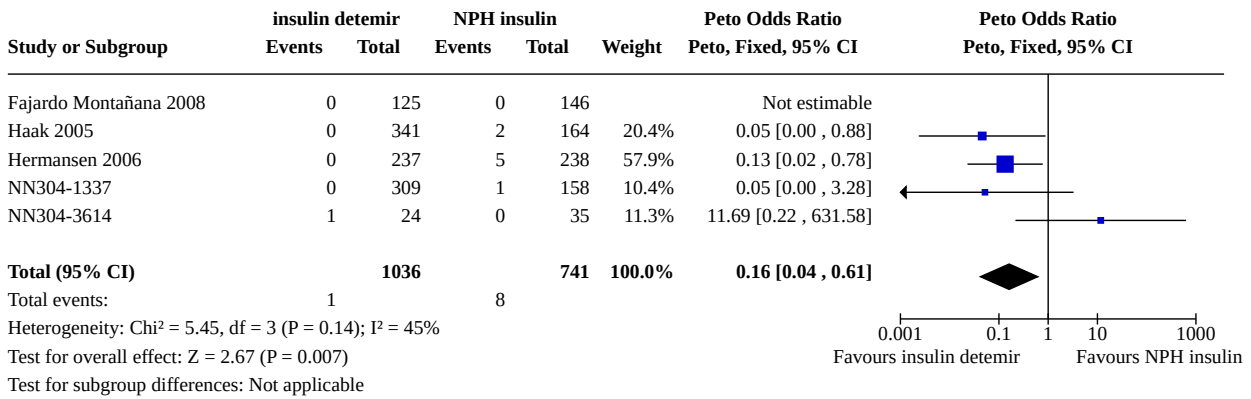 insulin detemir NPH insulin Peto Odds Ratio Peto Odds Ratio
Study or Subgroup Events Total Events Total Weight Peto, Fixed, 95% CI Peto, Fixed, 95% CI
Fajardo Montañana 2008 0 125 0 146 Not estimable
Haak 2005 0 341 2 164 20.4% 0.05 [0.00 , 0.88]
Hermansen 2006 0 237 5 238 57.9% 0.13 [0.02 , 0.78]
NN304-1337 0 309 1 158 10.4% 0.05 [0.00 , 3.28]
NN304-3614 1 24 0 35 11.3% 11.69 [0.22 , 631.58]
Total (95% CI) 1036 741 100.0% 0.16 [0.04 , 0.61]
Total events: 1 8
Heterogeneity: Chi² = 5.45, df = 3 (P = 0.14); I² = 45%
Test for overall effect: Z = 2.67 (P = 0.007)
Test for subgroup differences: Not applicable
0.001 0.1 1 10 1000
Favours insulin detemir Favours NPH insulin